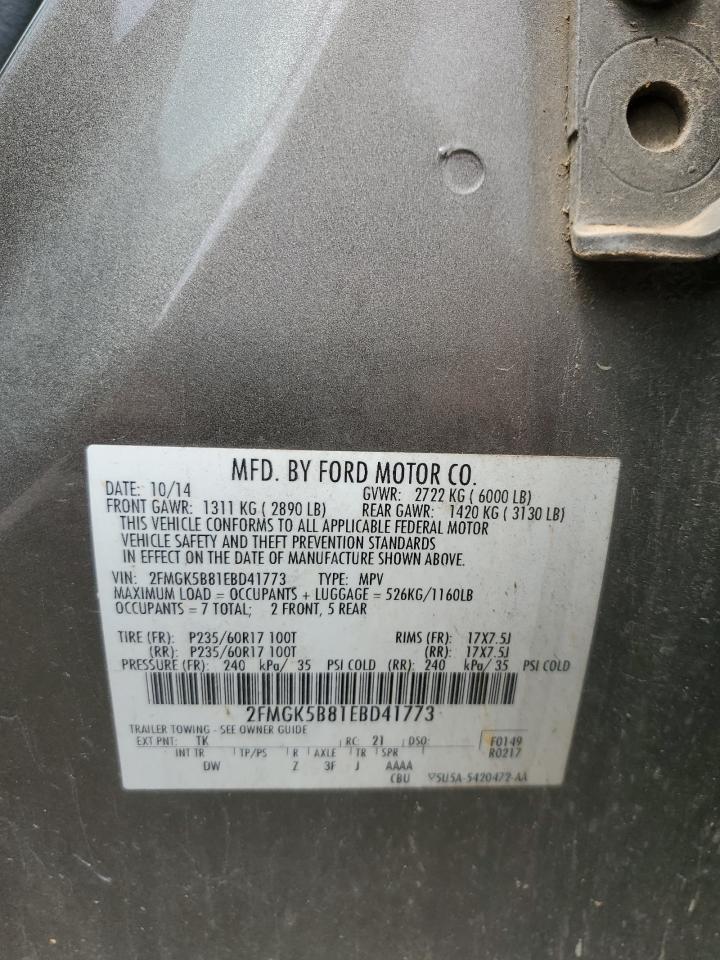 MFD. BY FORD MOTOR CO.
DATE: 10/14 GVWR: 2722 KG ( 6000 LB)
FRONT GAWR: 1311 KG ( 2890 LB) REAR GAWR: 1420 KG ( 3130 LB)
THIS VEHICLE CONFORMS TO ALL APPLICABLE FEDERAL MOTOR
VEHICLE SAFETY AND THEFT PREVENTION STANDARDS
IN EFFECT ON THE DATE OF MANUFACTURE SHOWN ABOVE.
VIN: 2FMGK5B81EBD41773 TYPE: MPV
MAXIMUM LOAD = OCCUPANTS + LUGGAGE = 526KG/1160LB
OCCUPANTS = 7 TOTAL; 2 FRONT, 5 REAR
TIRE (FR): P235/60R17 100T RIMS (FR): 17X7.5J
(RR): P235/60R17 100T (RR): 17X7.5J
PRESSURE (FR): 240 kPa/ 35 PSI COLD (RR): 240 kPa/ 35 PSI COLD
2FMGK5B81EBD41773
TRAILER TOWING - SEE OWNER GUIDE
EXT PNT: TK RC: 21 DSO: F0149
INT TR TP/PS R AXLE TR SPR R0217
DW Z 3F J AAAA
CBU 5U5A-5420472-AA